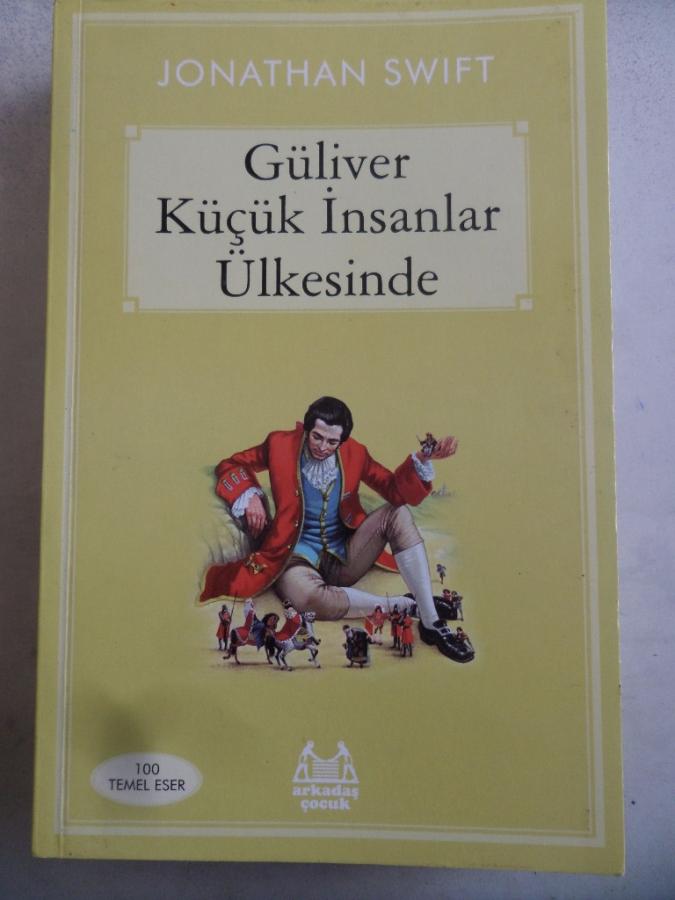 JONATHAN SWIFT
Güliver
Küçük İnsanlar
Ülkesinde
100
TEMEL ESER
arkadaş
çocuk